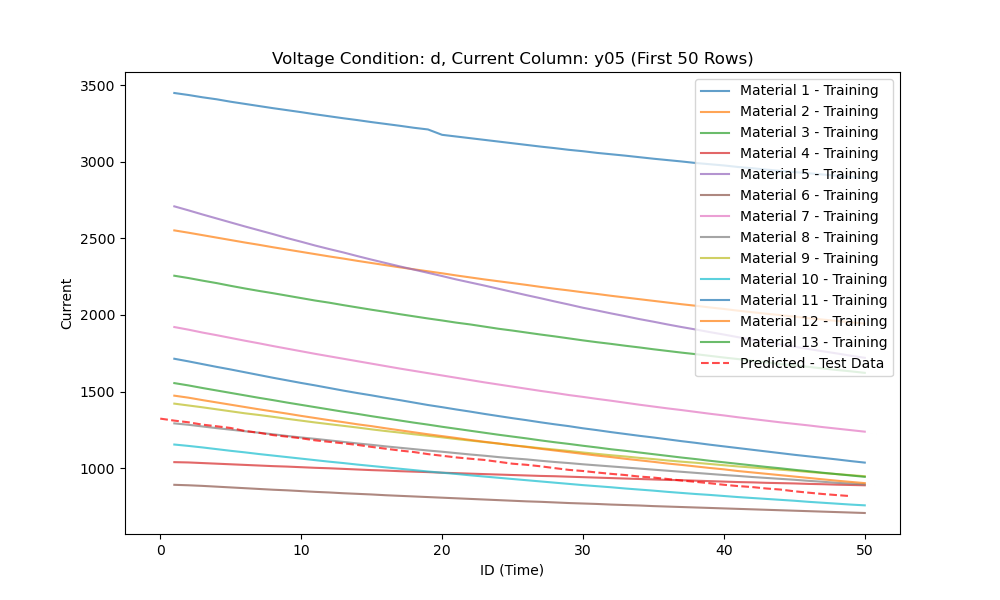 Voltage Condition: d, Current Column: y05 (First 50 Rows)
3500
3000
2500
2000
1500
1000
Current
0
10
20
30
40
50
ID (Time)
Material 1 - Training
Material 2 - Training
Material 3 - Training
Material 4 - Training
Material 5 - Training
Material 6 - Training
Material 7 - Training
Material 8 - Training
Material 9 - Training
Material 10 - Training
Material 11 - Training
Material 12 - Training
Material 13 - Training
Predicted - Test Data